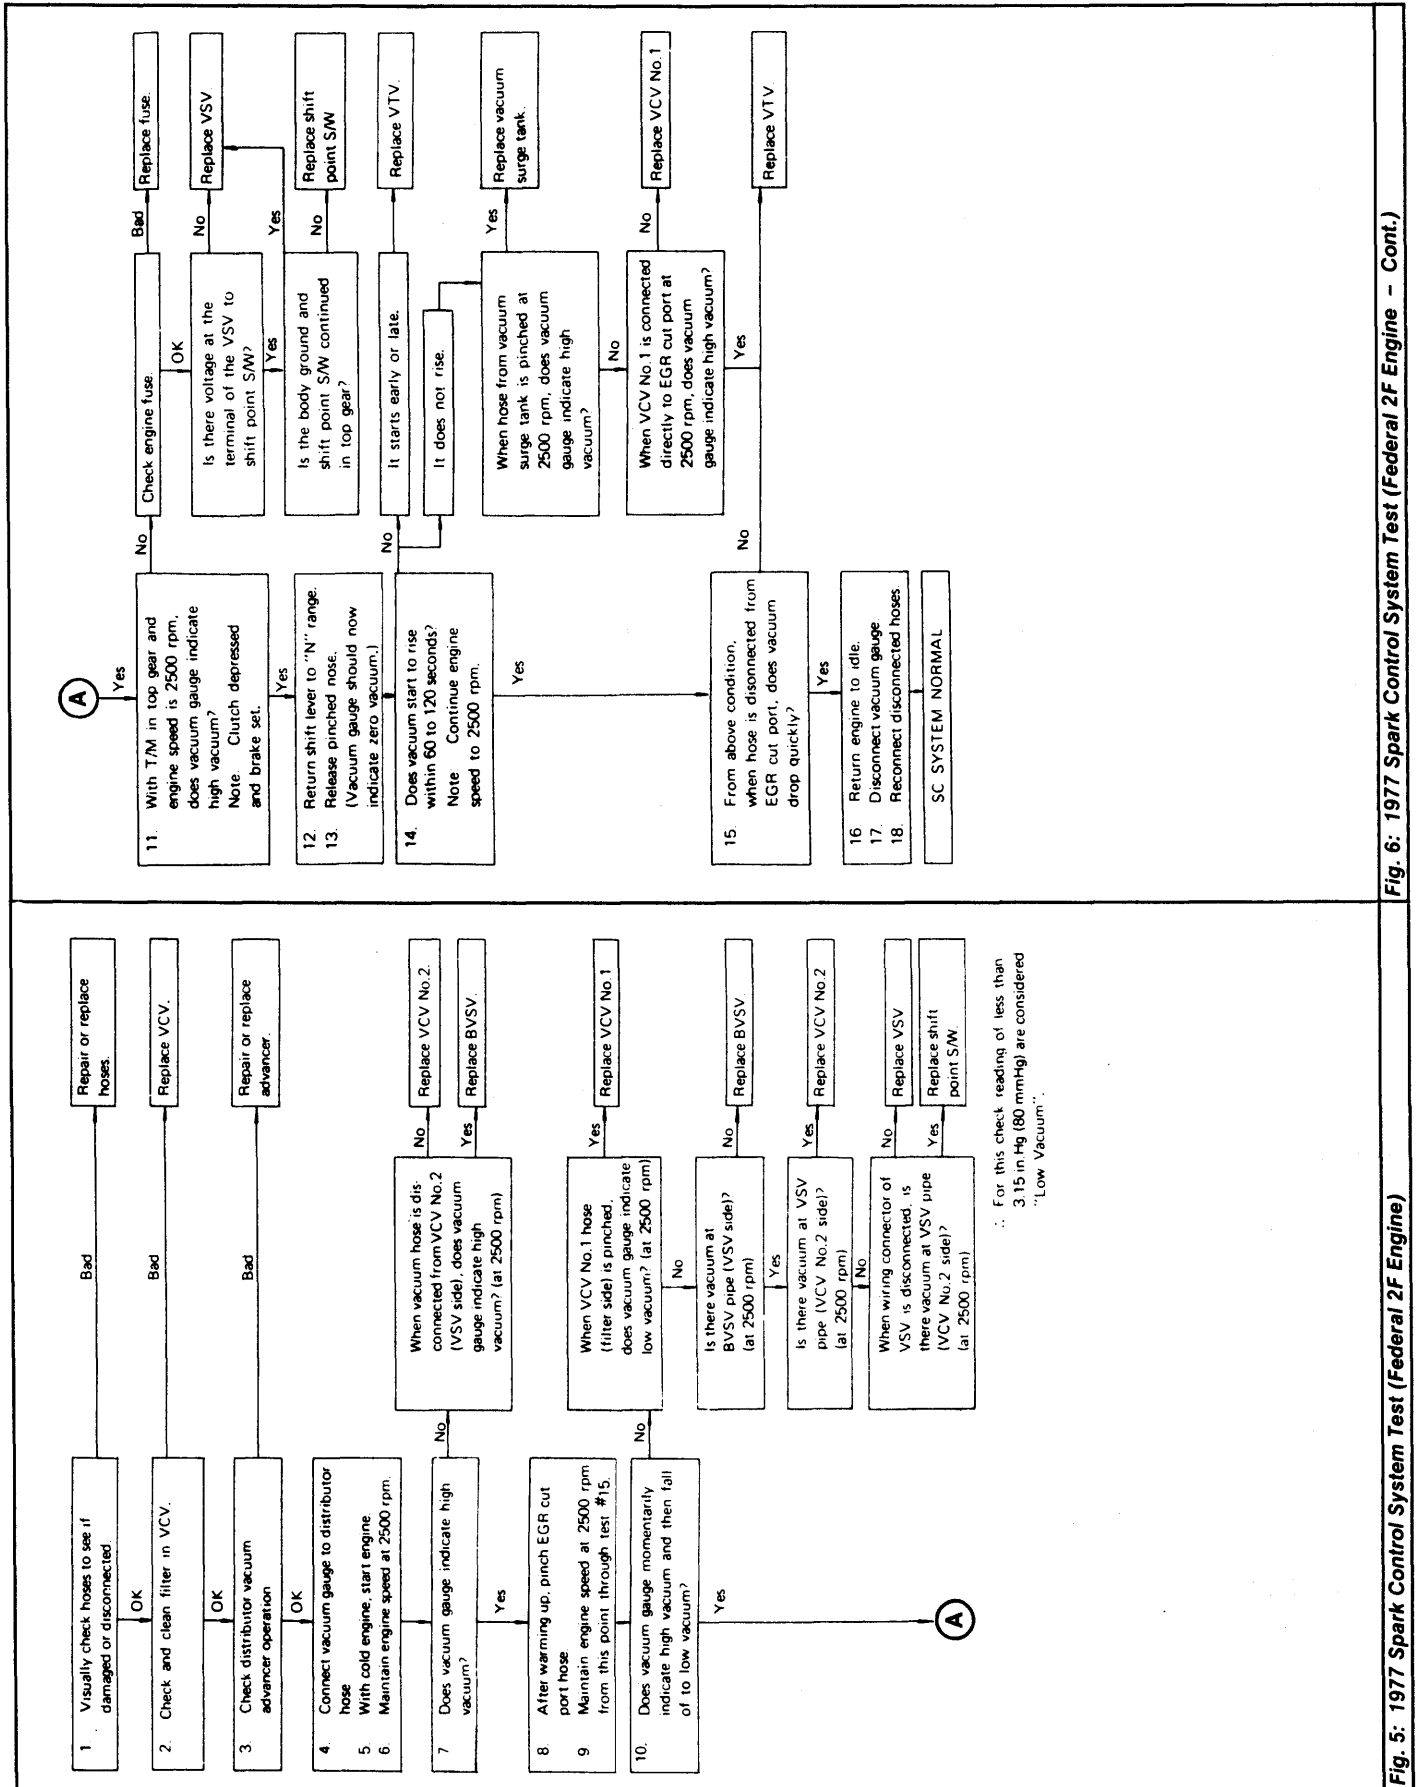 1. Visually check hoses to see if
damaged or disconnected.
Bad
Repair or replace
hoses.
OK
2. Check and clean filter in VCV.
Bad
Replace VCV.
OK
3. Check distributor vacuum
advancer operation
Bad
Repair or replace
advancer.
OK
4. Connect vacuum gauge to distributor
hose
5. With cold engine, start engine.
6. Maintain engine speed at 2500 rpm.
7 Does vacuum gauge indicate high
vacuum?
No
When vacuum hose is dis-
connected from VCV No.2
(VSV side), does vacuum
gauge indicate high
vacuum? (at 2500 rpm)
No
Replace VCV No.2.
Yes
Replace BVSV.
Yes
8. After warming up, pinch EGR cut
port hose
9 Maintain engine speed at 2500 rpm
from this point through test #15.
10. Does vacuum gauge momentarily
indicate high vacuum and then fall
of to low vacuum?
No
When VCV No.1 hose
(filter side) is pinched,
does vacuum gauge indicate
low vacuum? (at 2500 rpm)
Yes
Replace VCV No.1
No
Is there vacuum at
BVSV pipe (VSV side)?
(at 2500 rpm)
No
Replace BVSV
Yes
Is there vacuum at VSV
pipe (VCV No.2 side)?
(at 2500 rpm)
Yes
Replace VCV No.2
No
When wiring connector of
VSV is disconnected, is
there vacuum at VSV pipe
(VCV No.2 side)?
(at 2500 rpm)
No
Replace VSV
Yes
Replace shift
point S/W.
Yes
A
∴ For this check reading of less than
3.15 in.Hg (80 mmHg) are considered
"Low Vacuum".
Fig. 5: 1977 Spark Control System Test (Federal 2F Engine)
A
Yes
11. With T/M in top gear and
engine speed is 2500 rpm,
does vacuum gauge indicate
high vacuum?
Note. Clutch depressed
and brake set.
No
Check engine fuse.
Bad
Replace fuse.
OK
Is there voltage at the
terminal of the VSV to
shift point S/W?
No
Replace VSV.
Yes
Is the body ground and
shift point S/W continued
in top gear?
Yes
No
Replace shift
point S/W
Yes
12. Return shift lever to "N" range.
13. Release pinched nose.
(Vacuum gauge should now
indicate zero vacuum.)
14. Does vacuum start to rise
within 60 to 120 seconds?
Note Continue engine
speed to 2500 rpm.
No
It starts early or late.
Replace VTV.
It does not rise.
When hose from vacuum
surge tank is pinched at
2500 rpm, does vacuum
gauge indicate high
vacuum?
Yes
Replace vacuum
surge tank.
No
When VCV No.1 is connected
directly to EGR cut port at
2500 rpm, does vacuum
gauge indicate high vacuum?
No
Replace VCV No.1
Yes
Replace VTV
Yes
15. From above condition,
when hose is disonnected from
EGR cut port, does vacuum
drop quickly?
No
Yes
16 Return engine to idle.
17. Disconnect vacuum gauge.
18. Reconnect disconnected hoses.
SC SYSTEM NORMAL
Fig. 6: 1977 Spark Control System Test (Federal 2F Engine – Cont.)